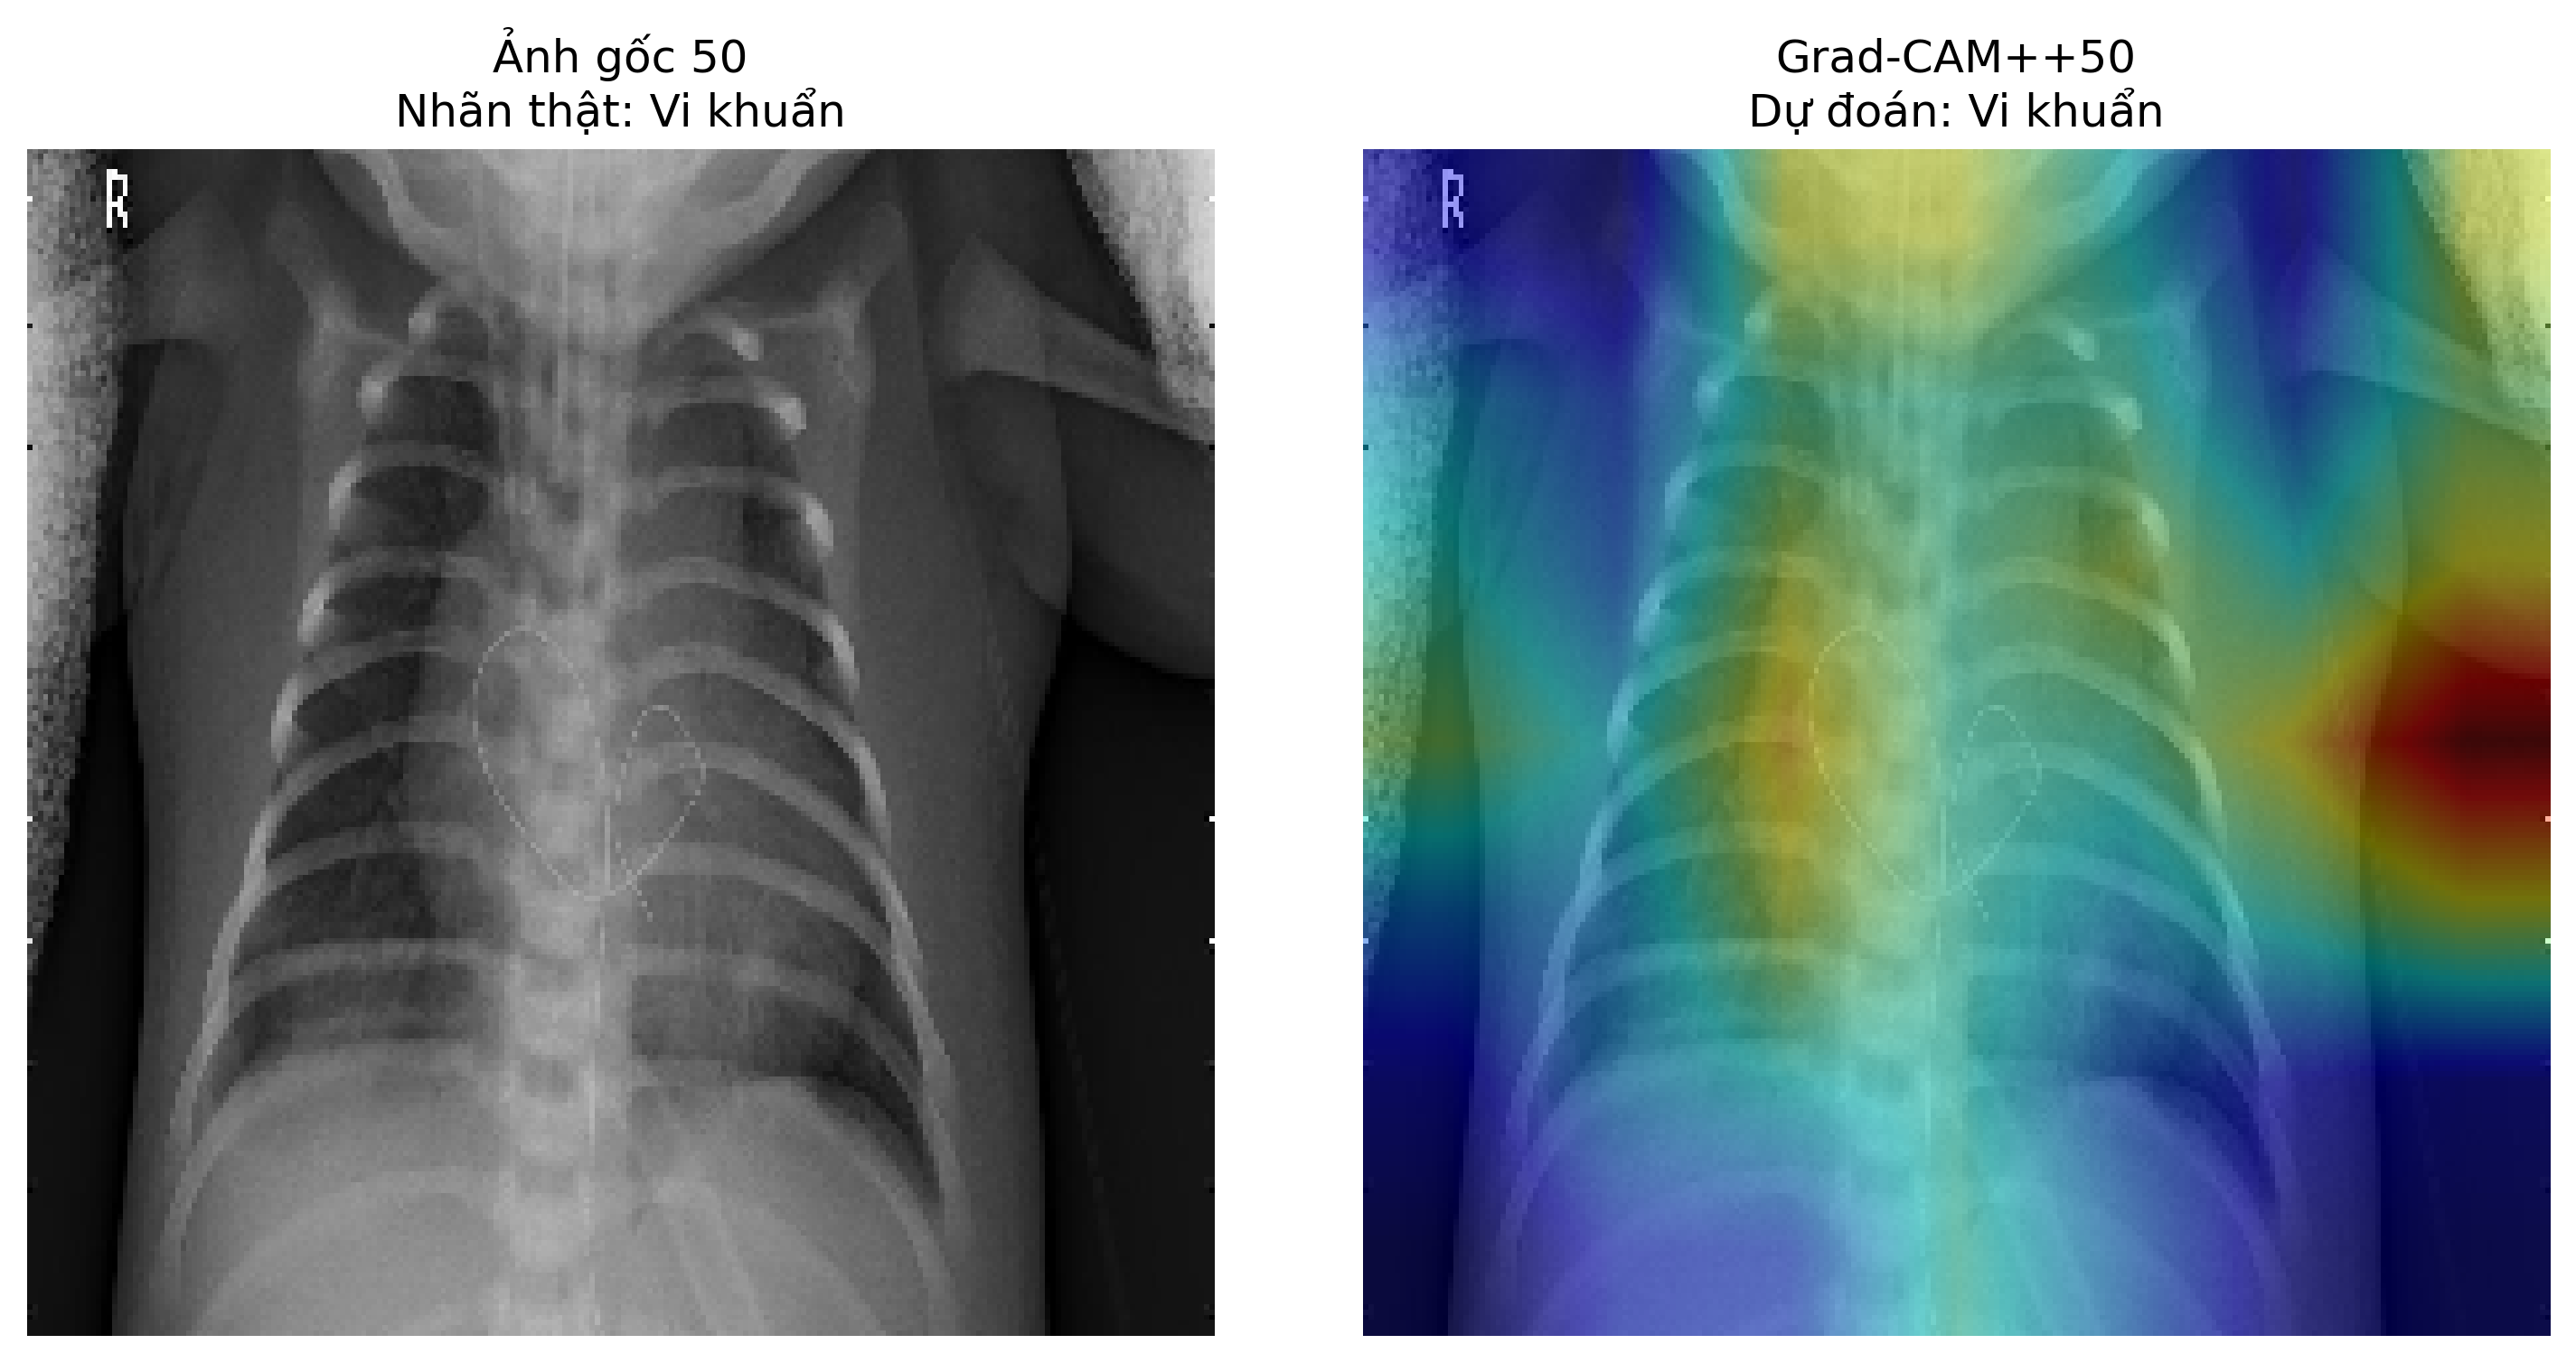 Ảnh gốc 50
Nhãn thật: Vi khuẩn
R
Grad-CAM++50
Dự đoán: Vi khuẩn
R